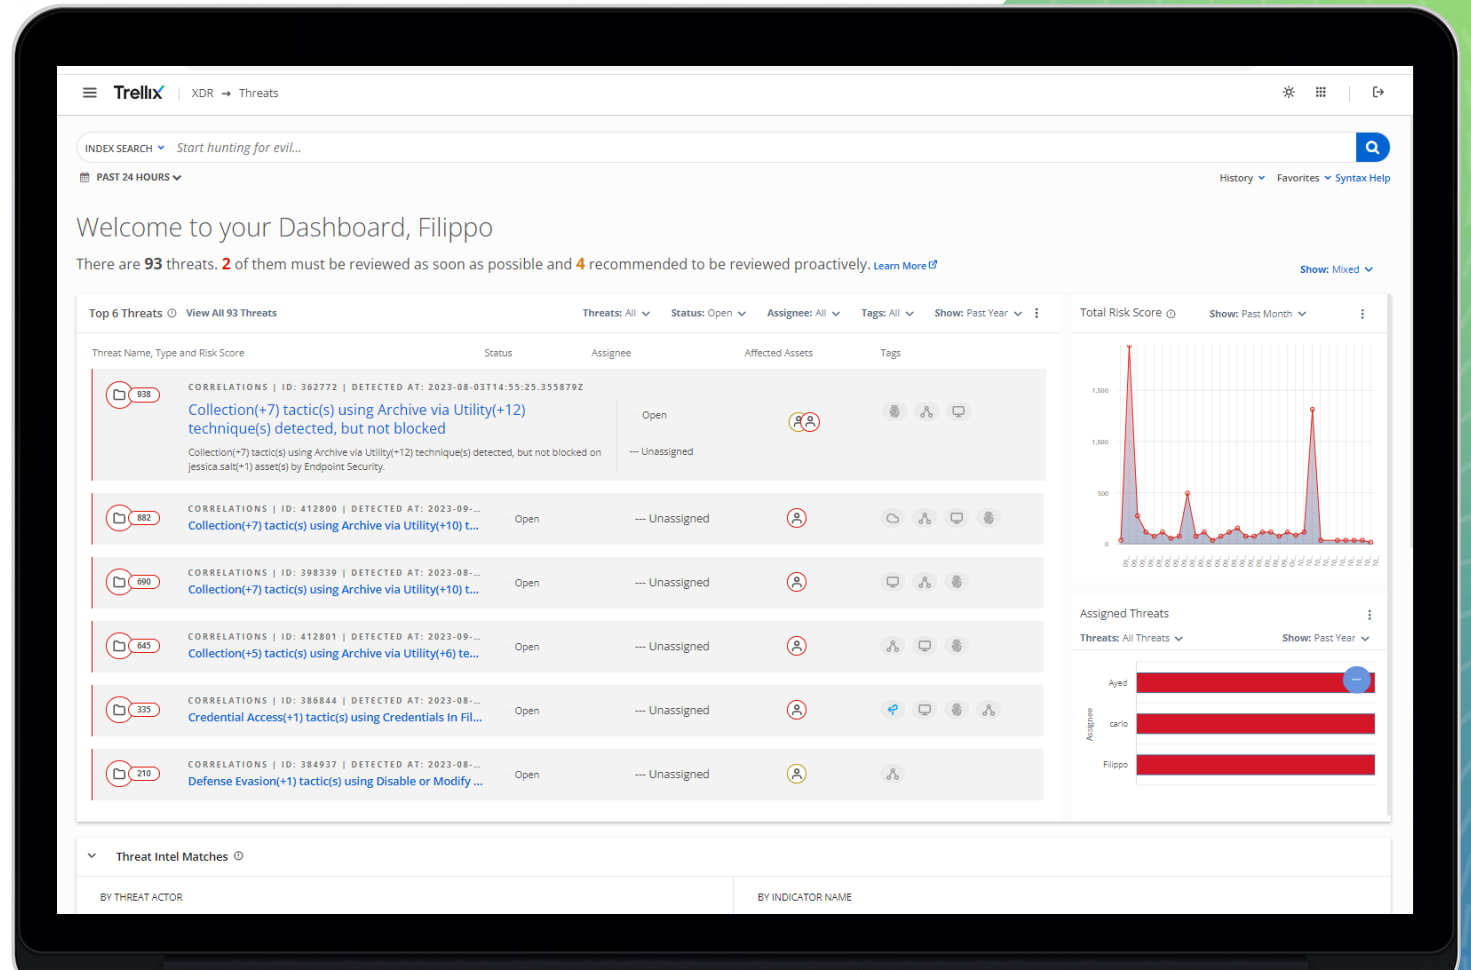 Trellix | XDR → Threats
INDEX SEARCH Start hunting for evil...
PAST 24 HOURS
History Favorites Syntax Help
Welcome to your Dashboard, Filippo
There are 93 threats. 2 of them must be reviewed as soon as possible and 4 recommended to be reviewed proactively. Learn More
Show: Mixed
Top 6 Threats View All 93 Threats Threats: All Status: Open Assignee: All Tags: All Show: Past Year
Threat Name, Type and Risk Score Status Assignee Affected Assets Tags
938
CORRELATIONS | ID: 362772 | DETECTED AT: 2023-08-03T14:55:25.355879Z
Collection(+7) tactic(s) using Archive via Utility(+12)
technique(s) detected, but not blocked
Collection(+7) tactic(s) using Archive via Utility(+12) technique(s) detected, but not blocked on
jessica.salt(+1) asset(s) by Endpoint Security.
Open
--- Unassigned
882
CORRELATIONS | ID: 412800 | DETECTED AT: 2023-09-...
Collection(+7) tactic(s) using Archive via Utility(+10) t...
Open --- Unassigned
690
CORRELATIONS | ID: 398339 | DETECTED AT: 2023-08-...
Collection(+7) tactic(s) using Archive via Utility(+10) t...
Open --- Unassigned
645
CORRELATIONS | ID: 412801 | DETECTED AT: 2023-09-...
Collection(+5) tactic(s) using Archive via Utility(+6) te...
Open --- Unassigned
335
CORRELATIONS | ID: 386844 | DETECTED AT: 2023-08-...
Credential Access(+1) tactic(s) using Credentials In Fil...
Open --- Unassigned
210
CORRELATIONS | ID: 384937 | DETECTED AT: 2023-08-...
Defense Evasion(+1) tactic(s) using Disable or Modify ...
Open --- Unassigned
Total Risk Score Show: Past Month
1,500
1,000
500
0
Assigned Threats
Threats: All Threats Show: Past Year
Assignee
Ayed
carlo
Filippo
Threat Intel Matches
BY THREAT ACTOR BY INDICATOR NAME